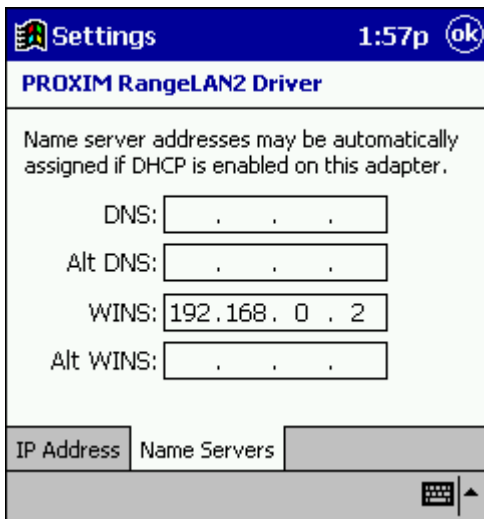 Settings 1:57p ok
PROXIM RangeLAN2 Driver
Name server addresses may be automatically
assigned if DHCP is enabled on this adapter.
DNS: . . .
Alt DNS: . . .
WINS: 192.168. 0 . 2
Alt WINS: . . .
IP Address Name Servers